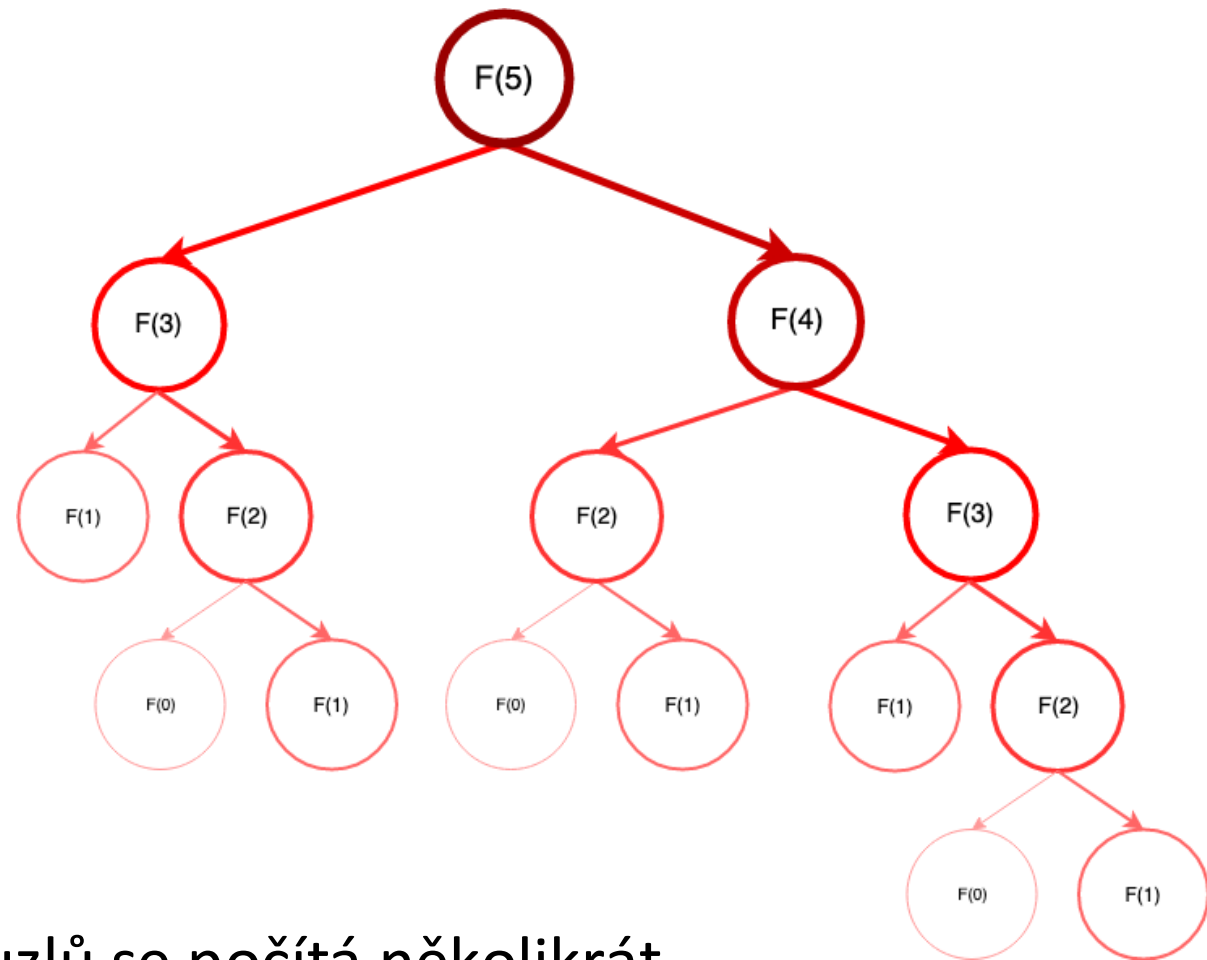 F(5)
F(3)
F(4)
F(1)
F(2)
F(2)
F(3)
F(0)
F(1)
F(0)
F(1)
F(1)
F(2)
F(0)
F(1)
uzlů se počítá několikrát